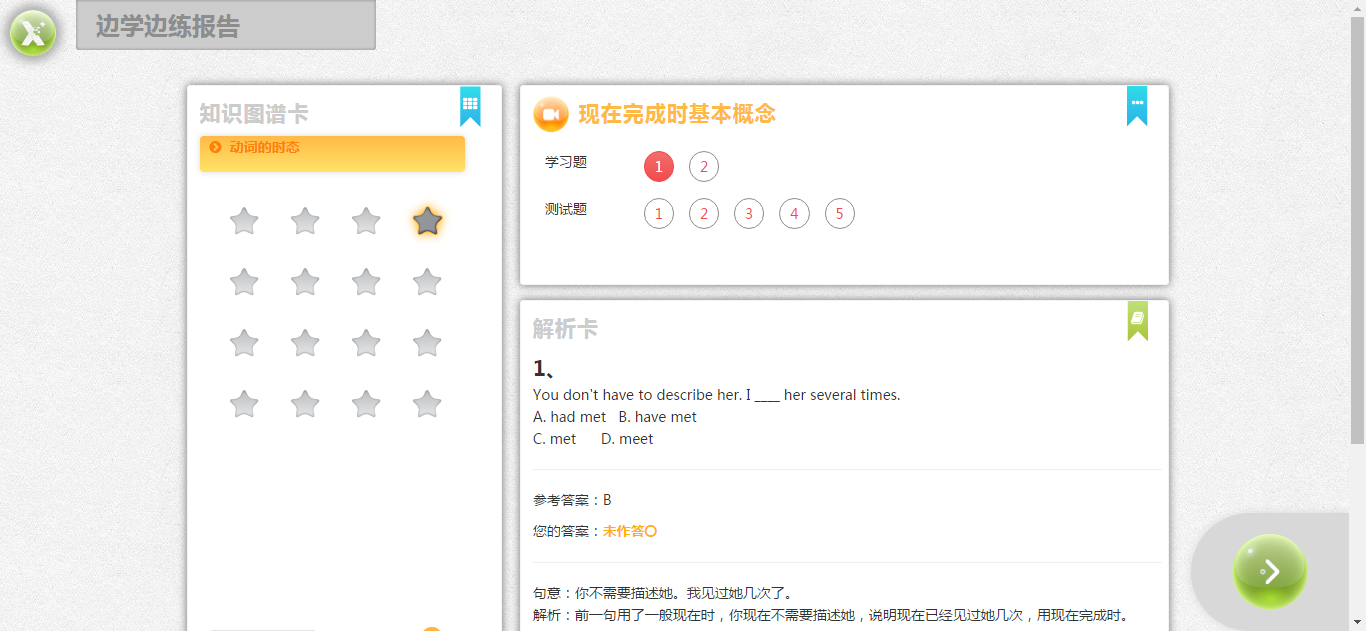 边学边练报告
知识图谱卡
动词的时态
现在完成时基本概念
学习题
1 2
测试题
1 2 3 4 5
解析卡
1、
You don't have to describe her. I ____ her several times.
A. had met B. have met
C. met D. meet
参考答案：B
您的答案：未作答〇
句意：你不需要描述她。我见过她几次了。
解析：前一句用了一般现在时，你现在不需要描述她，说明现在已经见过她几次，用现在完成时。